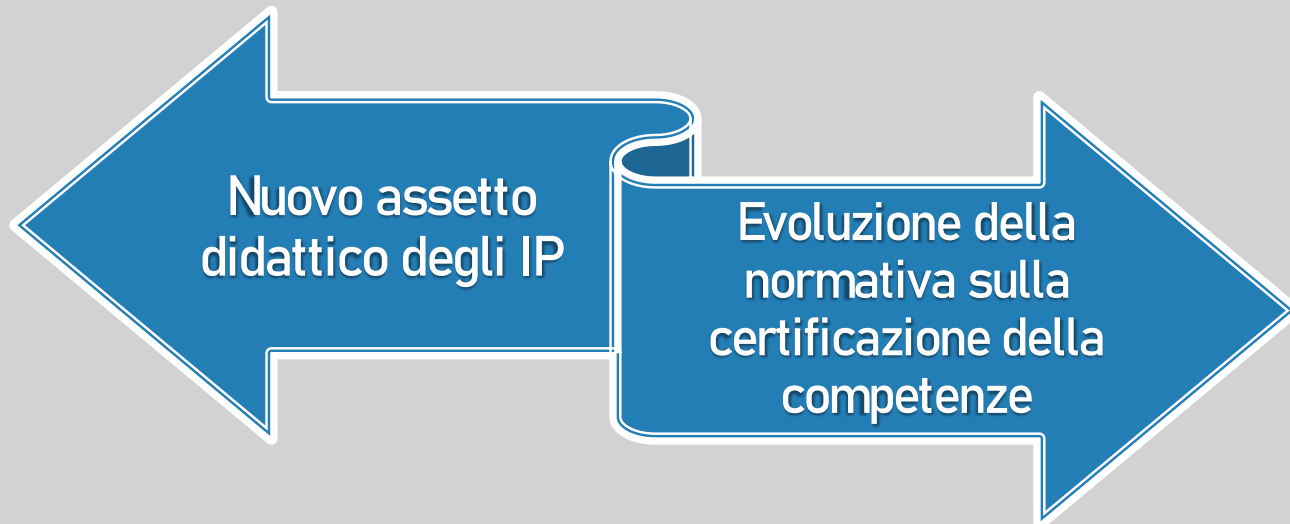 Nuovo assetto
didattico degli IP
Evoluzione della
normativa sulla
certificazione della
competenze